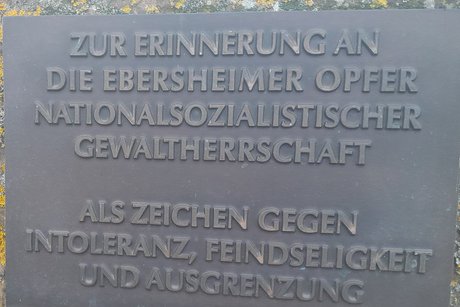 ZUR ERINNERUNG AN
DIE EBERSHEIMER OPFER
NATIONALSOZIALISTISCHER
GEWALTHERRSCHAFT
ALS ZEICHEN GEGEN
INTOLERANZ, FEINDSELIGKEIT
UND AUSGRENZUNG